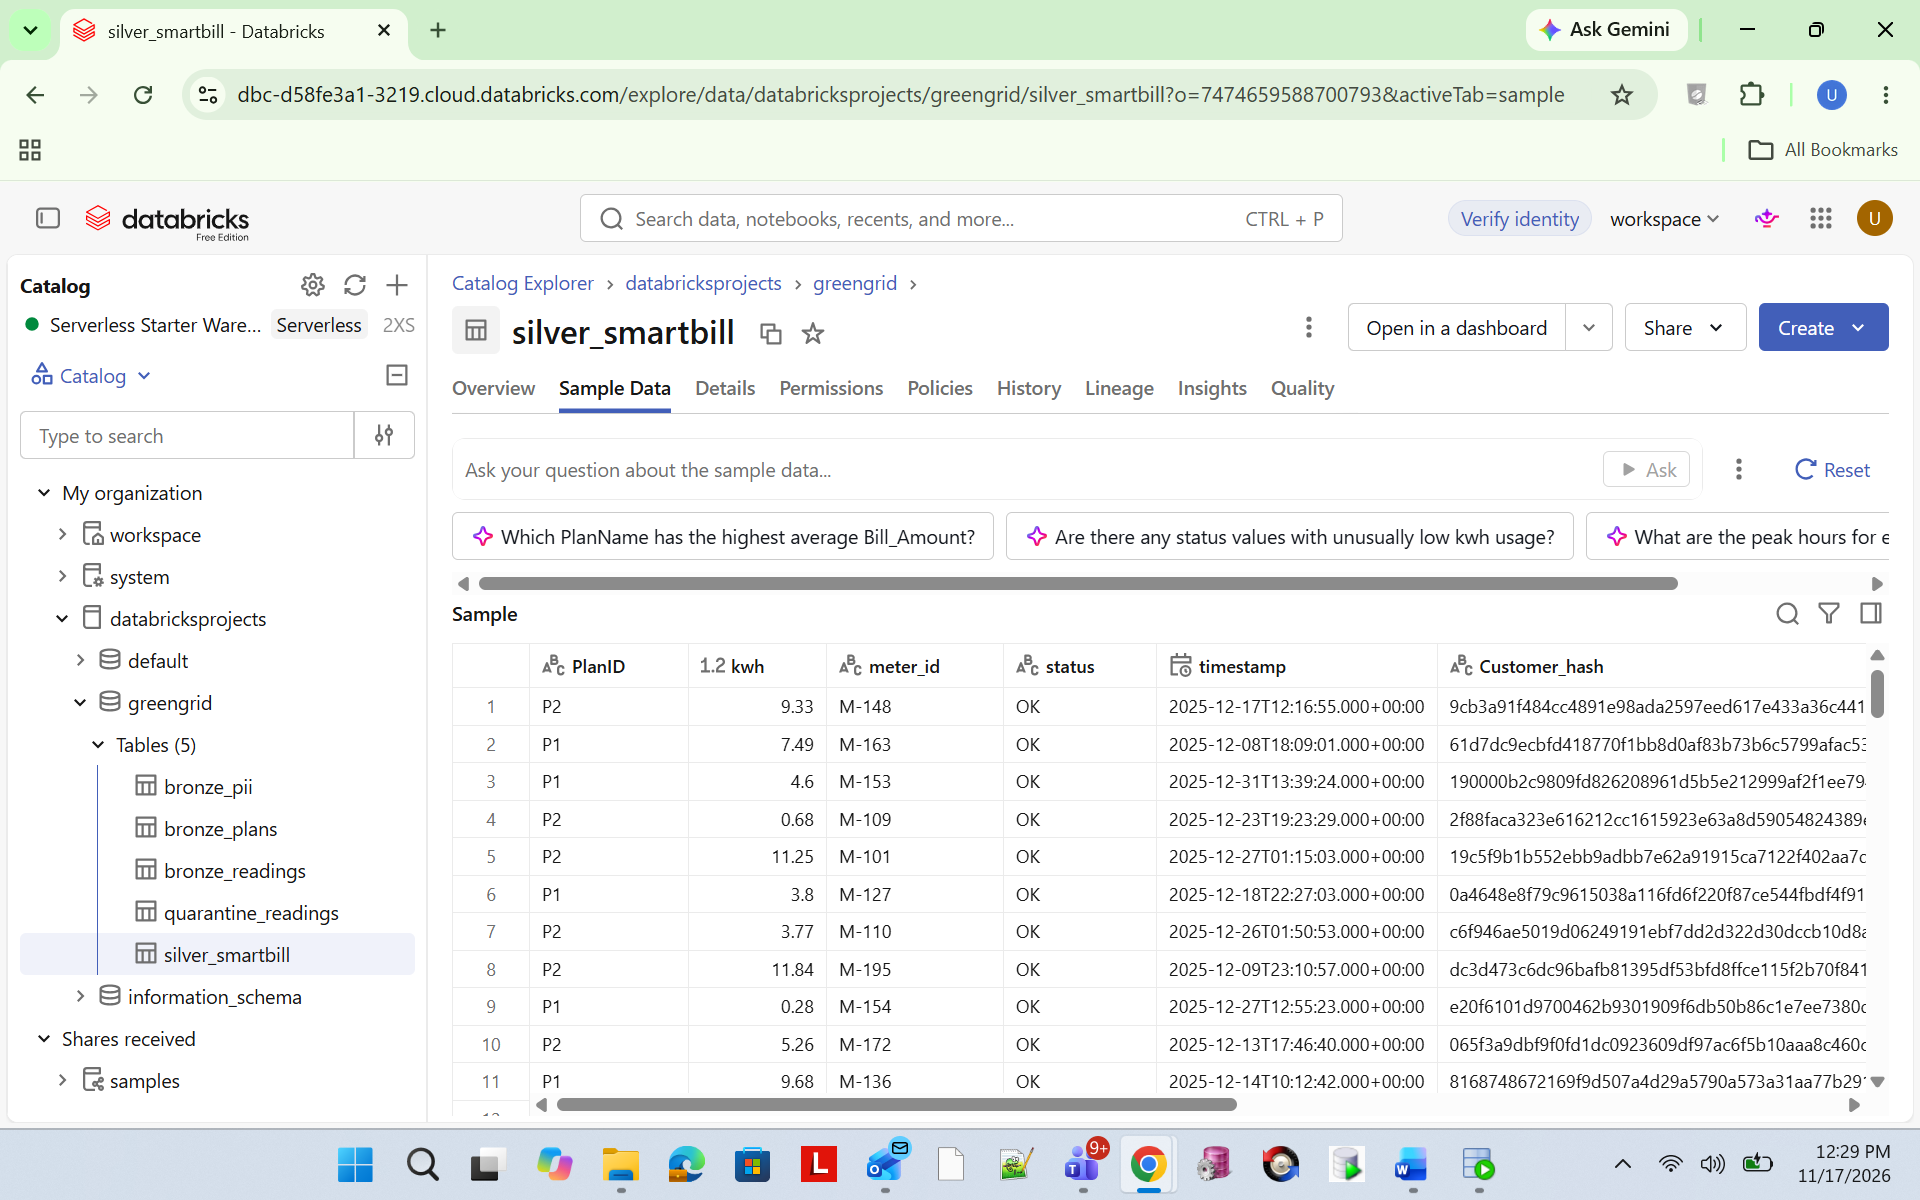 silver_smartbill - Databricks
Ask Gemini
dbc-d58fe3a1-3219.cloud.databricks.com/explore/data/databricksprojects/greengrid/silver_smartbill?o=7474659588700793&activeTab=sample
U
All Bookmarks
databricks
Free Edition
Search data, notebooks, recents, and more... CTRL + P
Verify identity workspace U
Catalog
Serverless Starter Ware... Serverless 2XS
Catalog
Type to search
My organization
workspace
system
databricksprojects
default
greengrid
Tables (5)
bronze_pii
bronze_plans
bronze_readings
quarantine_readings
silver_smartbill
information_schema
Shares received
samples
Catalog Explorer › databricksprojects › greengrid ›
silver_smartbill
Open in a dashboard Share Create
Overview Sample Data Details Permissions Policies History Lineage Insights Quality
Ask your question about the sample data... Ask Reset
Which PlanName has the highest average Bill_Amount? Are there any status values with unusually low kwh usage? What are the peak hours for e
Sample
PlanID 1.2 kwh meter_id status timestamp Customer_hash
1 P2 9.33 M-148 OK 2025-12-17T12:16:55.000+00:00 9cb3a91f484cc4891e98ada2597eed617e433a36c441
2 P1 7.49 M-163 OK 2025-12-08T18:09:01.000+00:00 61d7dc9ecbfd418770f1bb8d0af83b73b6c5799afac53
3 P1 4.6 M-153 OK 2025-12-31T13:39:24.000+00:00 190000b2c9809fd826208961d5b5e212999af2f1ee79
4 P2 0.68 M-109 OK 2025-12-23T19:23:29.000+00:00 2f88faca323e616212cc1615923e63a8d59054824389e
5 P2 11.25 M-101 OK 2025-12-27T01:15:03.000+00:00 19c5f9b1b552ebb9adbb7e62a91915ca7122f402aa7c
6 P1 3.8 M-127 OK 2025-12-18T22:27:03.000+00:00 0a4648e8f79c9615038a116fd6f220f87ce544fbdf4f91
7 P2 3.77 M-110 OK 2025-12-26T01:50:53.000+00:00 c6f946ae5019d06249191ebf7dd2d322d30dccb10d8a
8 P2 11.84 M-195 OK 2025-12-09T23:10:57.000+00:00 dc3d473c6dc96bafb81395df53bfd8ffce115f2b70f841
9 P1 0.28 M-154 OK 2025-12-27T12:55:23.000+00:00 e20f6101d9700462b9301909f6db50b86c1e7ee7380c
10 P2 5.26 M-172 OK 2025-12-13T17:46:40.000+00:00 065f3a9dbf9f0fd1dc0923609df97ac6f5b10aaa8c460c
11 P1 9.68 M-136 OK 2025-12-14T10:12:42.000+00:00 8168748672169f9d507a4d29a5790a573a31aa77b291
9+
12:29 PM
11/17/2026